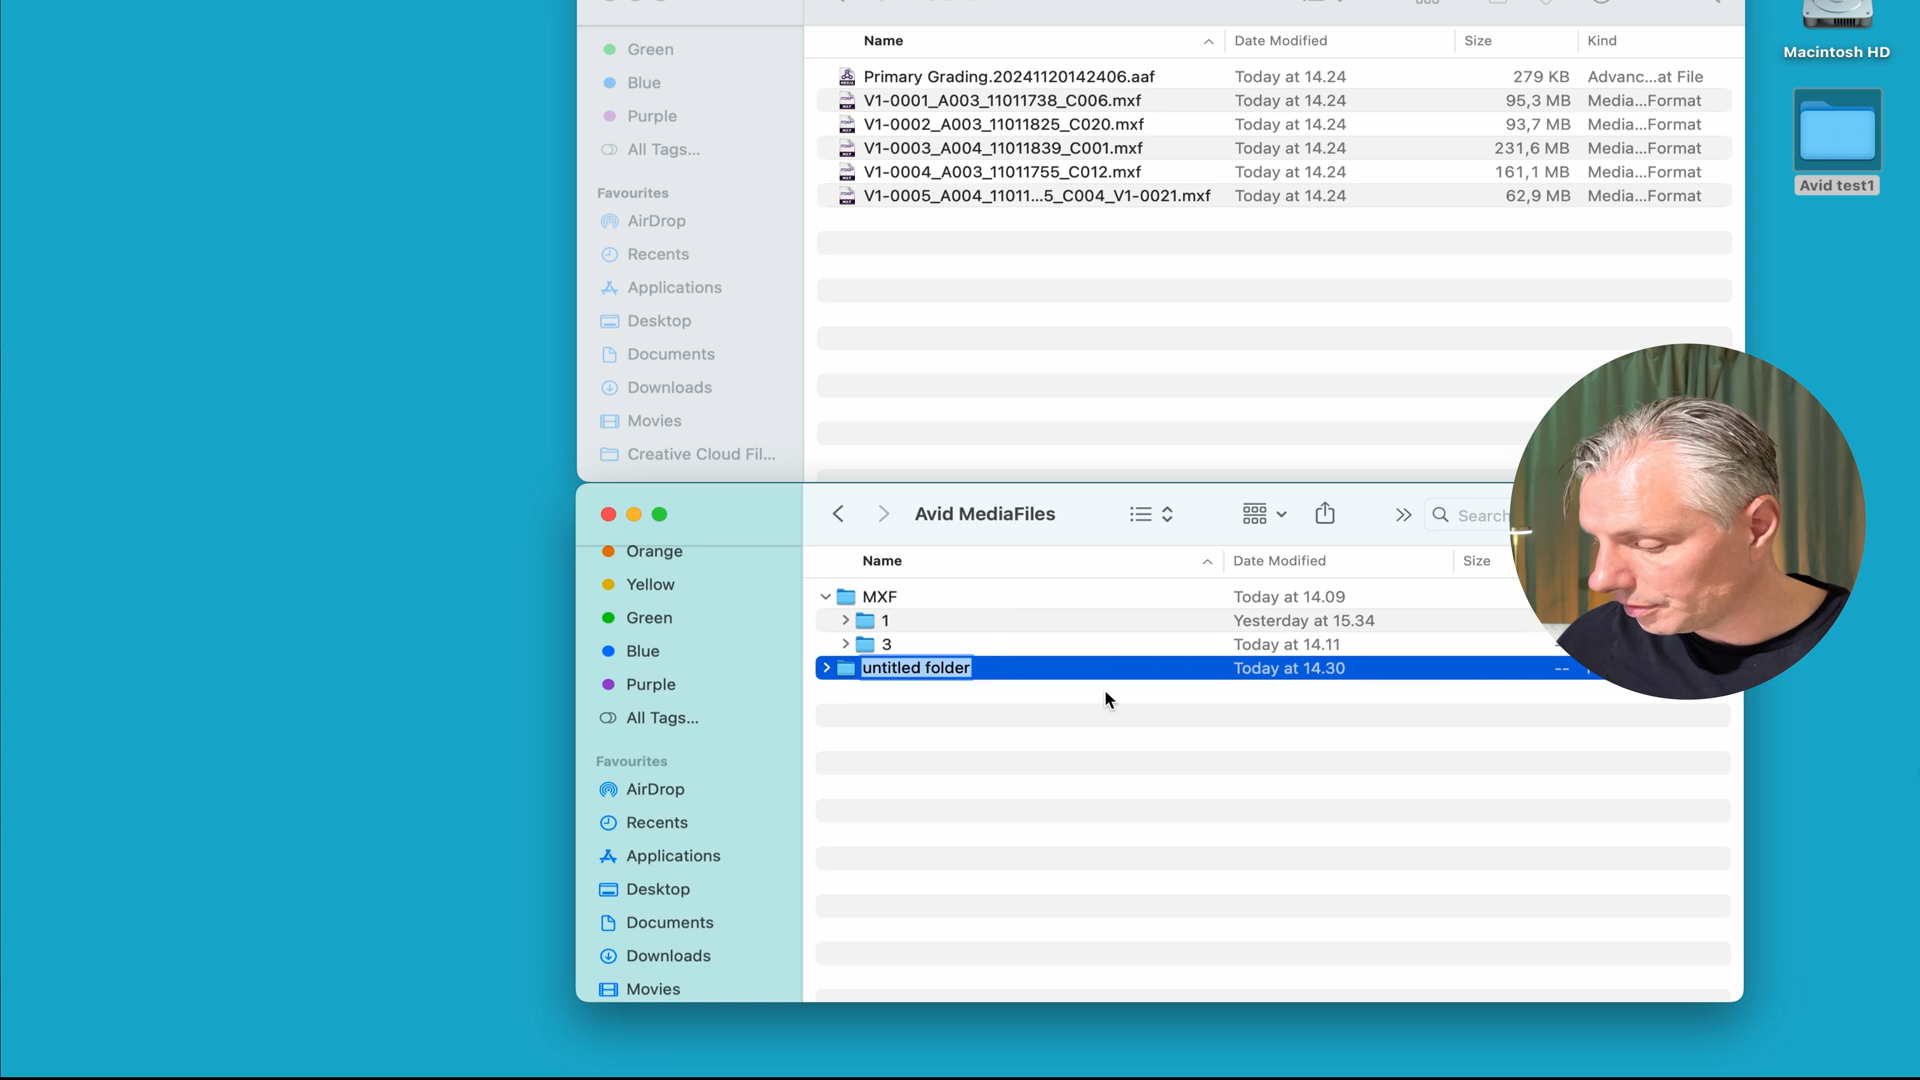 Name Date Modified Size Kind
Macintosh HD
Avid test1
Green
Blue
Purple
All Tags...
Favourites
AirDrop
Recents
Applications
Desktop
Documents
Downloads
Movies
Creative Cloud Fil...
Primary Grading.20241120142406.aaf Today at 14.24 279 KB Advanc...at File
V1-0001_A003_11011738_C006.mxf Today at 14.24 95,3 MB Media...Format
V1-0002_A003_11011825_C020.mxf Today at 14.24 93,7 MB Media...Format
V1-0003_A004_11011839_C001.mxf Today at 14.24 231,6 MB Media...Format
V1-0004_A003_11011755_C012.mxf Today at 14.24 161,1 MB Media...Format
V1-0005_A004_11011...5_C004_V1-0021.mxf Today at 14.24 62,9 MB Media...Format
Avid MediaFiles
Search
Name Date Modified Size
Orange
Yellow
Green
Blue
Purple
All Tags...
Favourites
AirDrop
Recents
Applications
Desktop
Documents
Downloads
Movies
MXF Today at 14.09
1 Yesterday at 15.34
3 Today at 14.11
untitled folder Today at 14.30 --